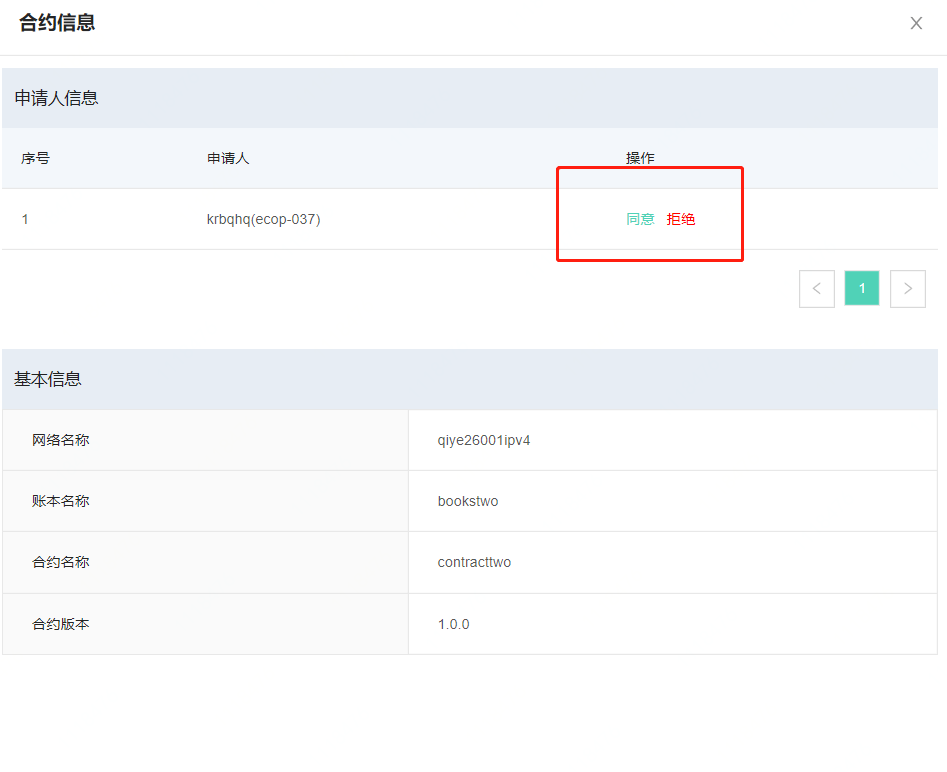 合约信息
申请人信息
序号 申请人 操作
1 krbqhq(ecop-037) 同意 拒绝
< 1 >
基本信息
网络名称 qiye26001ipv4
账本名称 bookstwo
合约名称 contracttwo
合约版本 1.0.0